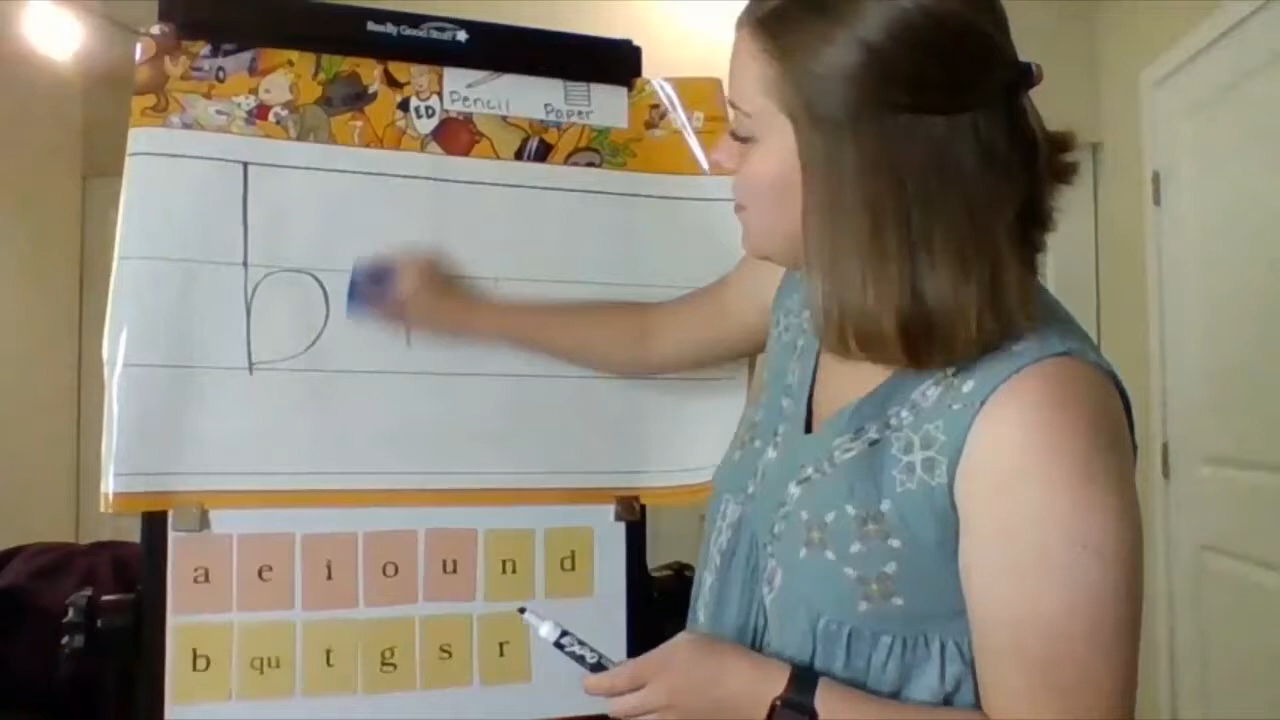 Really Good Stuff
ED
Pencil
Paper
b
a e i o u n d
b qu t g s r
expo